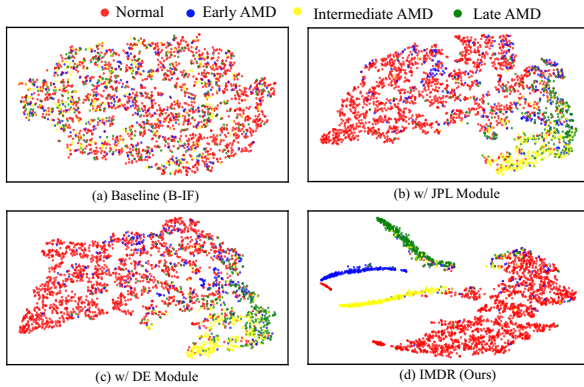 Normal Early AMD Intermediate AMD Late AMD
(a) Baseline (B-IF)
(b) w/ JPL Module
(c) w/ DE Module
(d) IMDR (Ours)